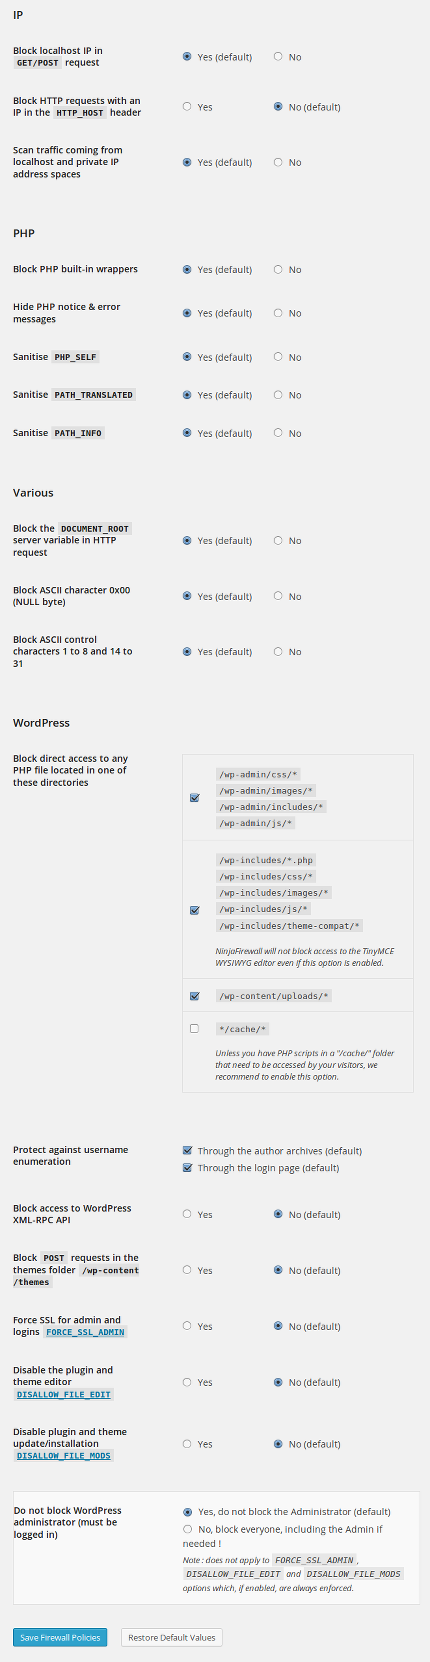 IP
Block localhost IP in
GET/POST request
Yes (default) No
Block HTTP requests with an
IP in the HTTP_HOST header
Yes No (default)
Scan traffic coming from
localhost and private IP
address spaces
Yes (default) No
PHP
Block PHP built-in wrappers
Yes (default) No
Hide PHP notice & error
messages
Yes (default) No
Sanitise PHP_SELF
Yes (default) No
Sanitise PATH_TRANSLATED
Yes (default) No
Sanitise PATH_INFO
Yes (default) No
Various
Block the DOCUMENT_ROOT
server variable in HTTP
request
Yes (default) No
Block ASCII character 0x00
(NULL byte)
Yes (default) No
Block ASCII control
characters 1 to 8 and 14 to
31
Yes (default) No
WordPress
Block direct access to any
PHP file located in one of
these directories
/wp-admin/css/*
/wp-admin/images/*
/wp-admin/includes/*
/wp-admin/js/*
/wp-includes/*.php
/wp-includes/css/*
/wp-includes/images/*
/wp-includes/js/*
/wp-includes/theme-compat/*
NinjaFirewall will not block access to the TinyMCE
WYSIWYG editor even if this option is enabled.
/wp-content/uploads/*
*/cache/*
Unless you have PHP scripts in a "/cache/" folder
that need to be accessed by your visitors, we
recommend to enable this option.
Protect against username
enumeration
Through the author archives (default)
Through the login page (default)
Block access to WordPress
XML-RPC API
Yes No (default)
Block POST requests in the
themes folder /wp-content
/themes
Yes No (default)
Force SSL for admin and
logins FORCE_SSL_ADMIN
Yes No (default)
Disable the plugin and
theme editor
DISALLOW_FILE_EDIT
Yes No (default)
Disable plugin and theme
update/installation
DISALLOW_FILE_MODS
Yes No (default)
Do not block WordPress
administrator (must be
logged in)
Yes, do not block the Administrator (default)
No, block everyone, including the Admin if
needed !
Note : does not apply to FORCE_SSL_ADMIN ,
DISALLOW_FILE_EDIT and DISALLOW_FILE_MODS
options which, if enabled, are always enforced.
Save Firewall Policies Restore Default Values